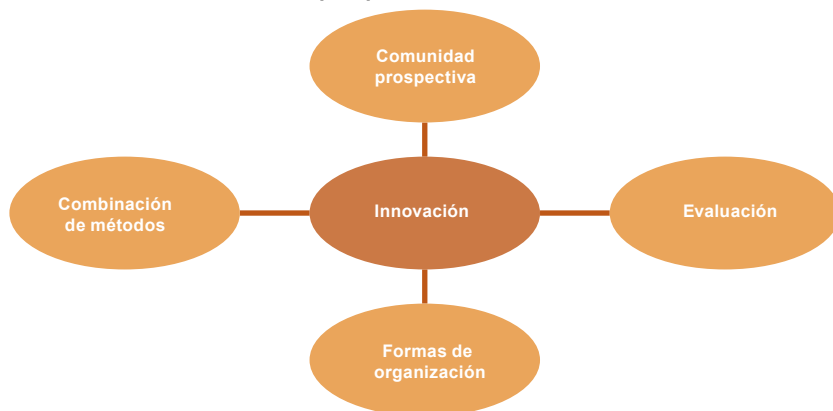 Comunidad
prospectiva
Combinación
de métodos
Innovación
Evaluación
Formas de
organización